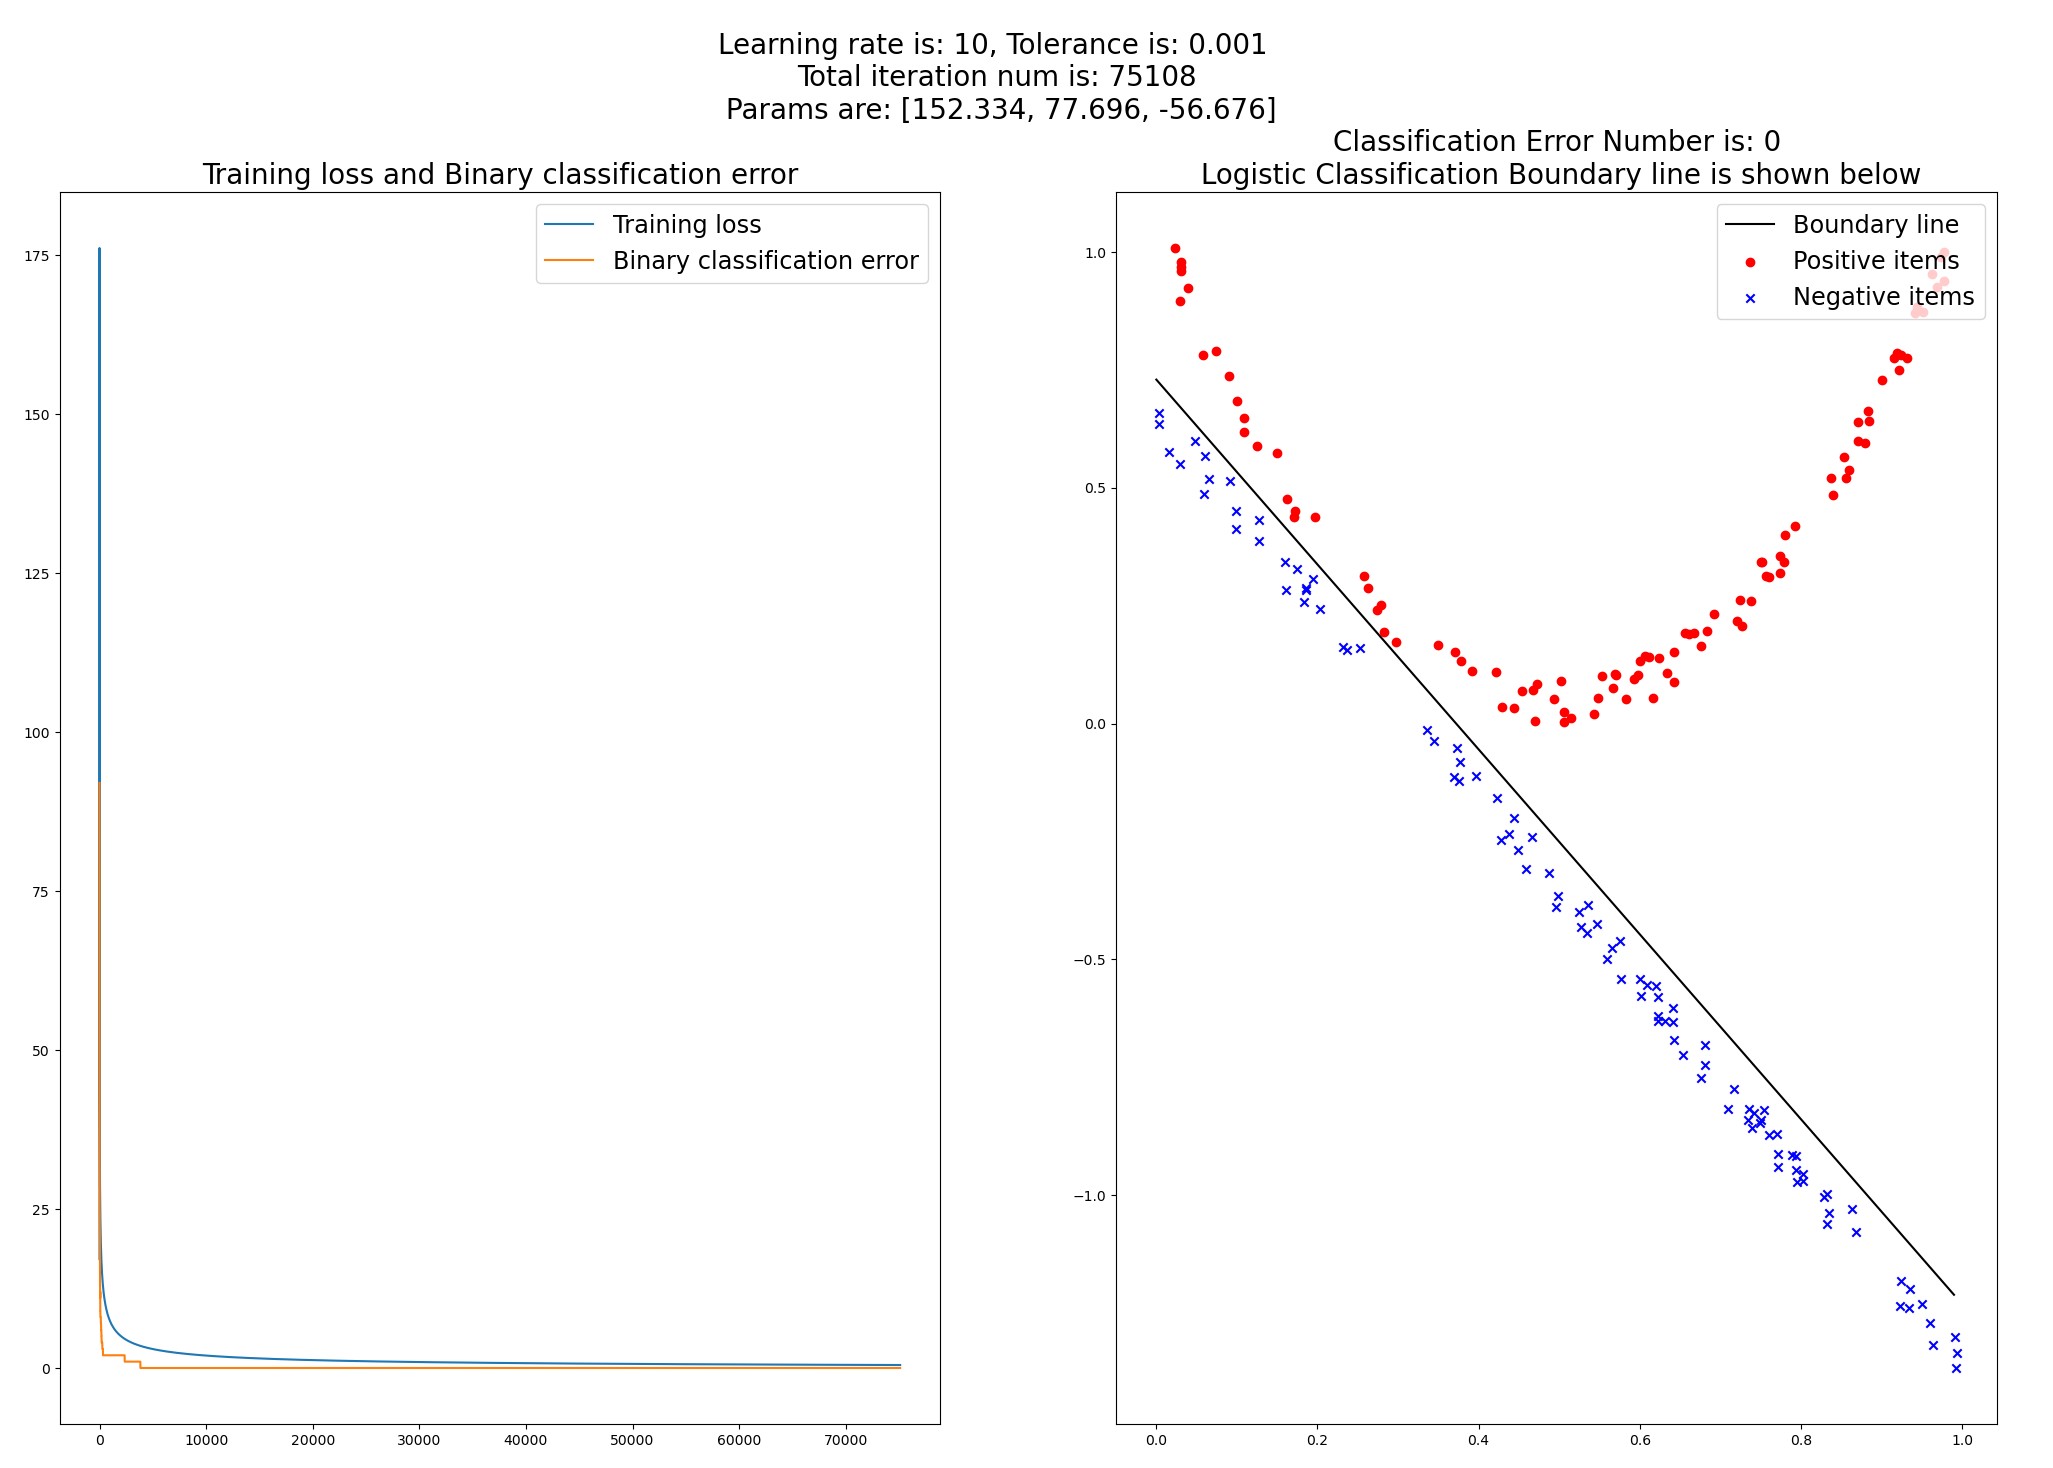 Learning rate is: 10, Tolerance is: 0.001
Total iteration num is: 75108
Params are: [152.334, 77.696, -56.676]
Training loss and Binary classification error
Training loss
Binary classification error
175
150
125
100
75
50
25
0
0 10000 20000 30000 40000 50000 60000 70000
Classification Error Number is: 0
Logistic Classification Boundary line is shown below
Boundary line
Positive items
Negative items
1.0
0.5
0.0
−0.5
−1.0
0.0 0.2 0.4 0.6 0.8 1.0